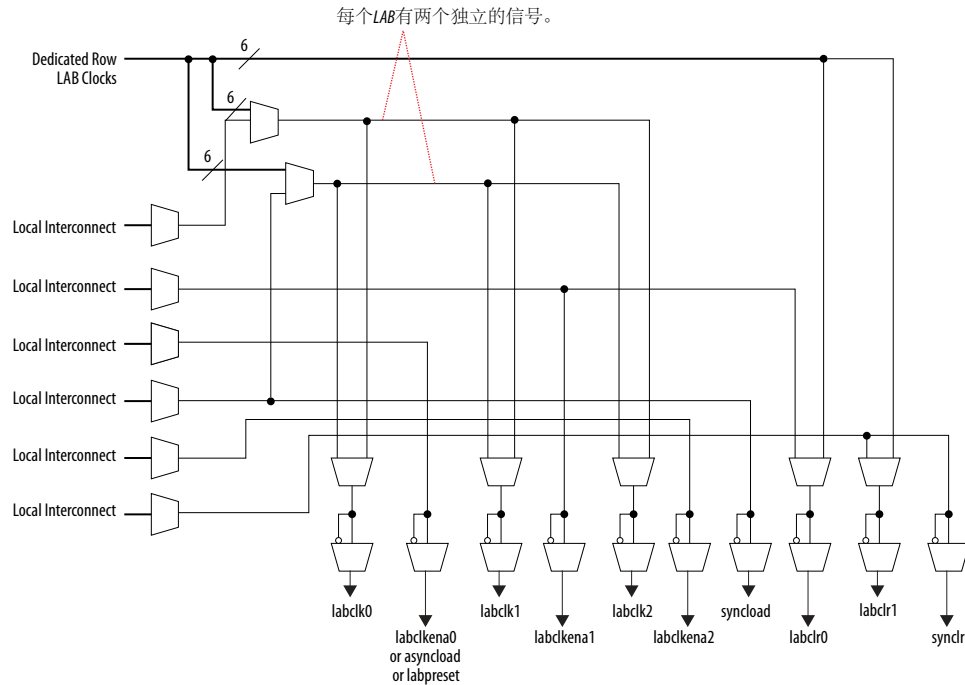 每个LAB有两个独立的信号。
Dedicated Row
LAB Clocks
6
6
6
Local Interconnect
Local Interconnect
Local Interconnect
Local Interconnect
Local Interconnect
Local Interconnect
labclk0
labclk1
labclk2
syncload
labclr1
labclkena0
or asyncload
or labpreset
labclkena1
labclkena2
labclr0
synclr